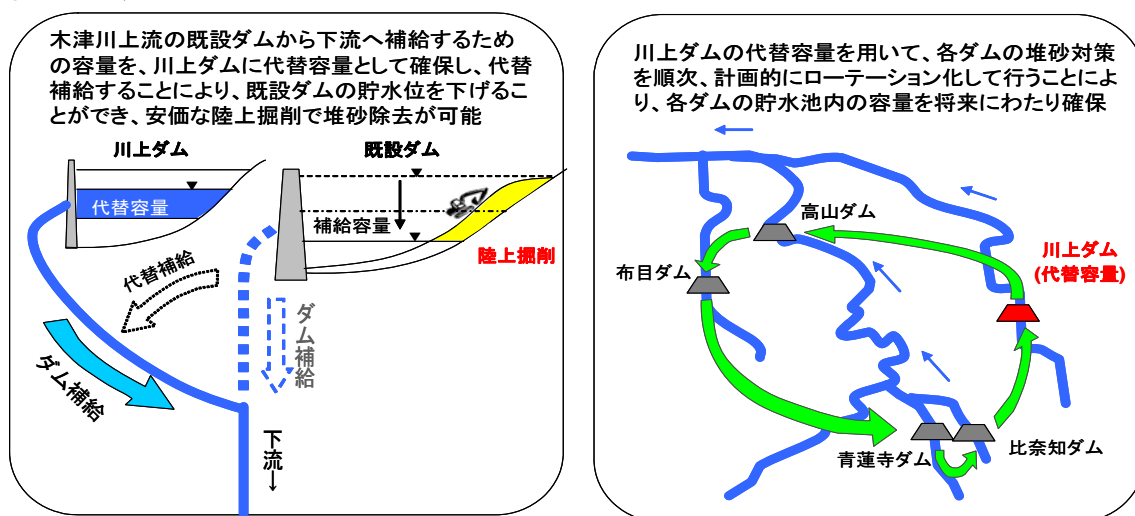 木津川上流の既設ダムから下流へ補給するため
の容量を、川上ダムに代替容量として確保し、代替
補給することにより、既設ダムの貯水位を下げるこ
とができ、安価な陸上掘削で堆砂除去が可能
川上ダム
既設ダム
代替容量
補給容量
陸上掘削
代替補給
ダム補給
ダム補給
下流→
川上ダムの代替容量を用いて、各ダムの堆砂対策
を順次、計画的にローテーション化して行うことによ
り、各ダムの貯水池内の容量を将来にわたり確保
高山ダム
川上ダム
(代替容量)
布目ダム
青蓮寺ダム
比奈知ダム